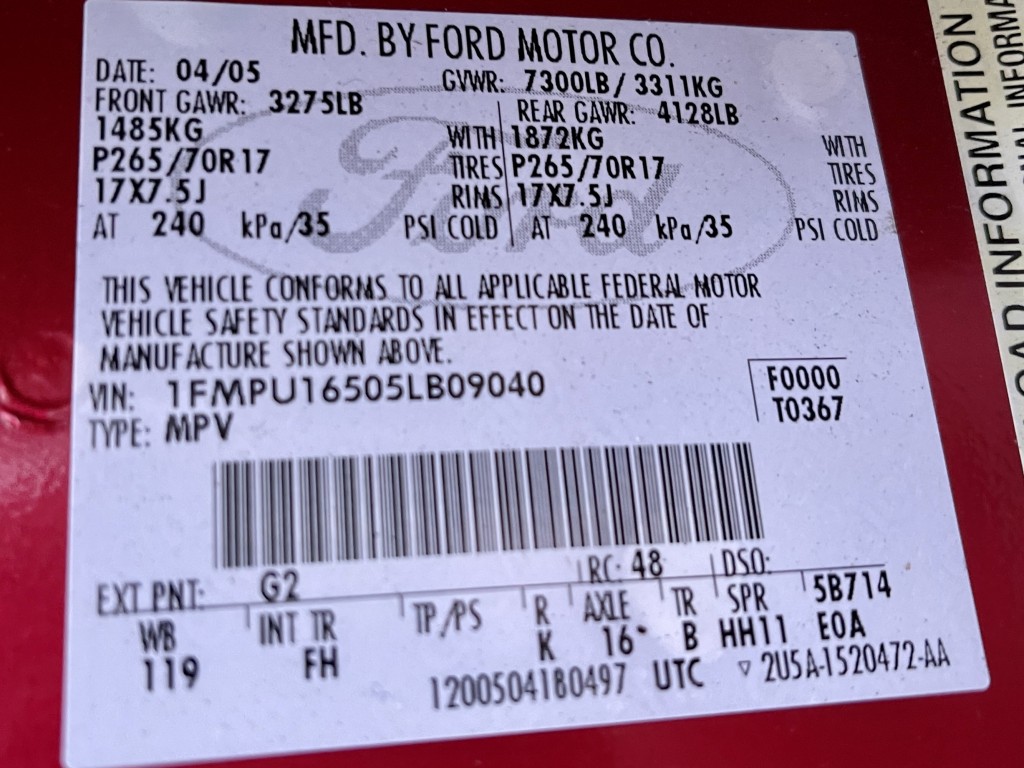 MFD. BY FORD MOTOR CO.
DATE: 04/05 GVWR: 7300LB/ 3311KG
FRONT GAWR: 3275LB REAR GAWR: 4128LB
1485KG WITH 1872KG WITH
P265/70R17 TIRES P265/70R17 TIRES
17X7.5J RIMS 17X7.5J RIMS
AT 240 kPa/35 PSI COLD AT 240 kPa/35 PSI COLD
Ford
THIS VEHICLE CONFORMS TO ALL APPLICABLE FEDERAL MOTOR
VEHICLE SAFETY STANDARDS IN EFFECT ON THE DATE OF
MANUFACTURE SHOWN ABOVE.
VIN: 1FMPU16505LB09040
TYPE: MPV
F0000
T0367
EXT PNT: G2 RC: 48 DSO:
WB INT TR TP/PS R AXLE TR SPR 5B714
119 FH K 16 B HH11 E0A
1200504180497 UTC ▿ 2U5A-1520472-AA
INFORMATION